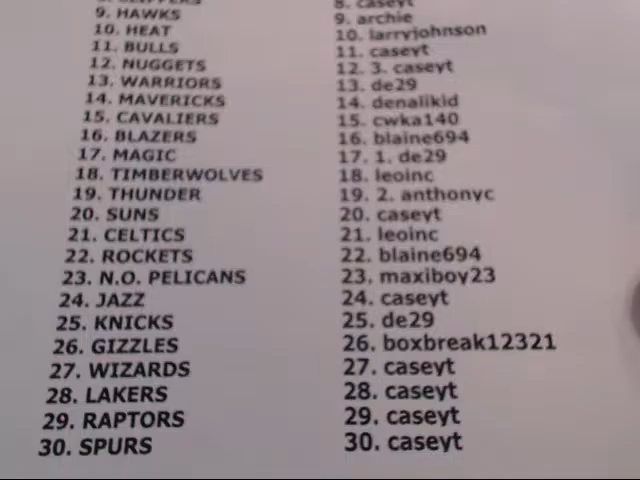 8. CLIPPERS 8. caseyt
9. HAWKS 9. archie
10. HEAT 10. larryjohnson
11. BULLS 11. caseyt
12. NUGGETS 12. 3. caseyt
13. WARRIORS 13. de29
14. MAVERICKS 14. denalikid
15. CAVALIERS 15. cwka140
16. BLAZERS 16. blaine694
17. MAGIC 17. 1. de29
18. TIMBERWOLVES 18. leoinc
19. THUNDER 19. 2. anthonyc
20. SUNS 20. caseyt
21. CELTICS 21. leoinc
22. ROCKETS 22. blaine694
23. N.O. PELICANS 23. maxiboy23
24. JAZZ 24. caseyt
25. KNICKS 25. de29
26. GIZZLES 26. boxbreak12321
27. WIZARDS 27. caseyt
28. LAKERS 28. caseyt
29. RAPTORS 29. caseyt
30. SPURS 30. caseyt